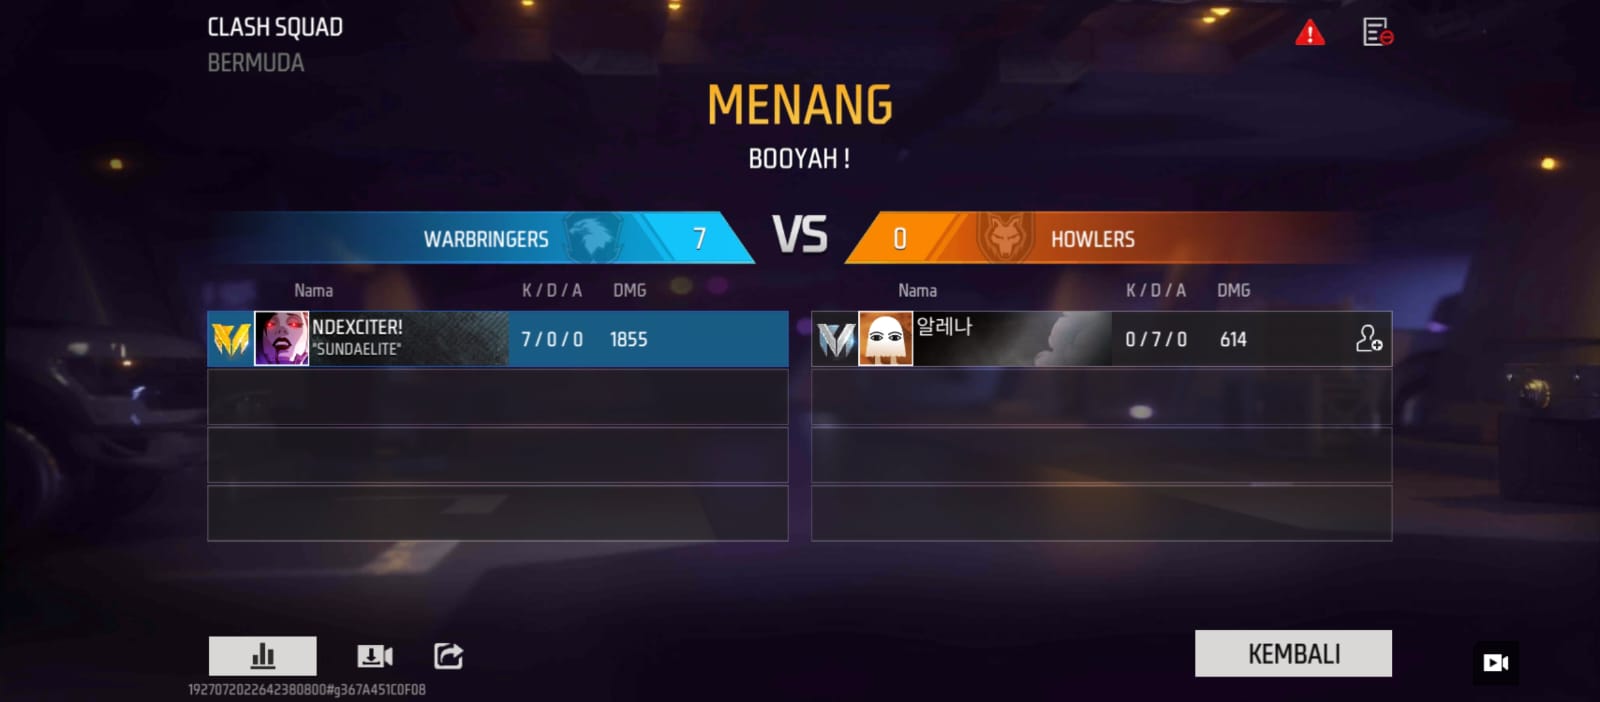 CLASH SQUAD
BERMUDA
MENANG
BOOYAH !
WARBRINGERS 7 VS 0 HOWLERS
Nama K / D / A DMG Nama K / D / A DMG
NDEXCITER! 7 / 0 / 0 1855 알레나 0 / 7 / 0 614
"SUNDAELITE"
KEMBALI
1927072022642380800#g367A451C0F08